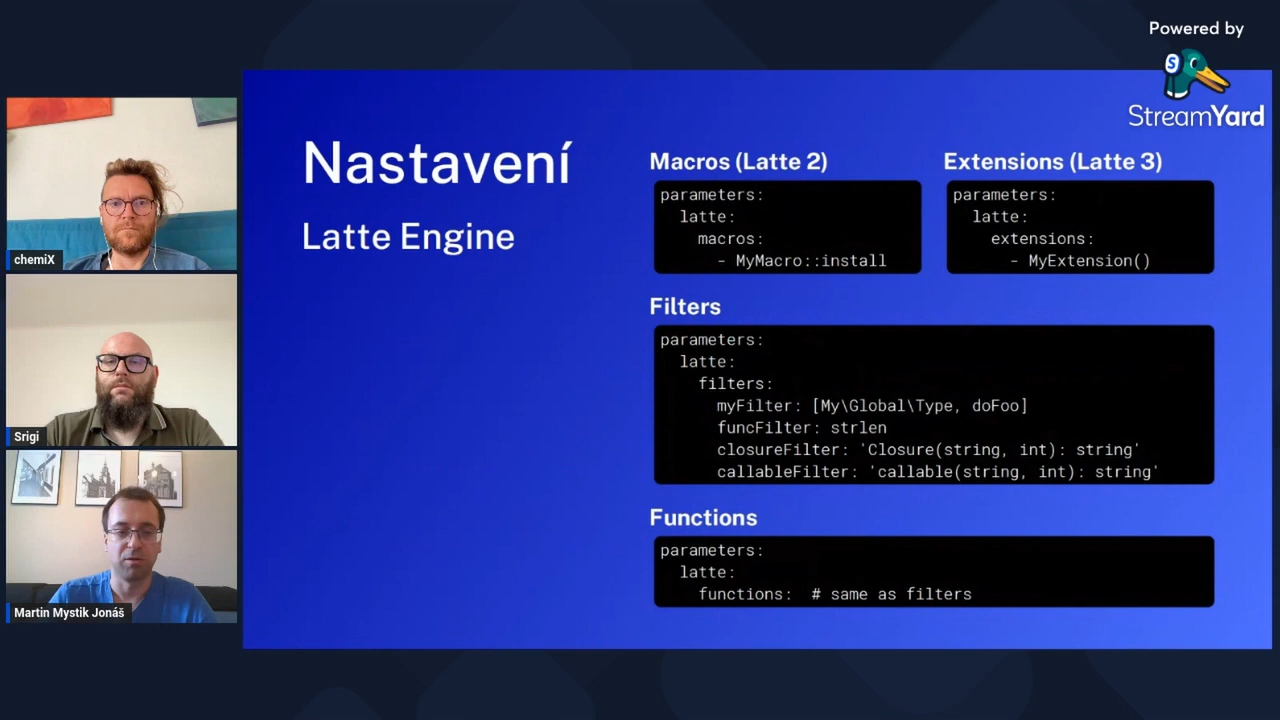 Powered by
StreamYard
chemiX
Srigi
Martin Mystik Jonáš
Nastavení
Latte Engine
Macros (Latte 2)
parameters:
latte:
macros:
- MyMacro::install
Extensions (Latte 3)
parameters:
latte:
extensions:
- MyExtension()
Filters
parameters:
latte:
filters:
myFilter: [My\Global\Type, doFoo]
funcFilter: strlen
closureFilter: 'Closure(string, int): string'
callableFilter: 'callable(string, int): string'
Functions
parameters:
latte:
functions: # same as filters